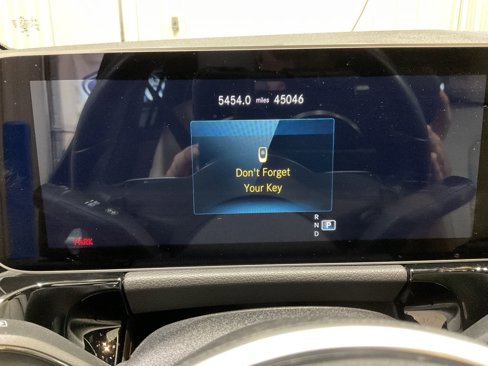 5454.0 miles 45046
Don't Forget
Your Key
R
N P
D
PARK